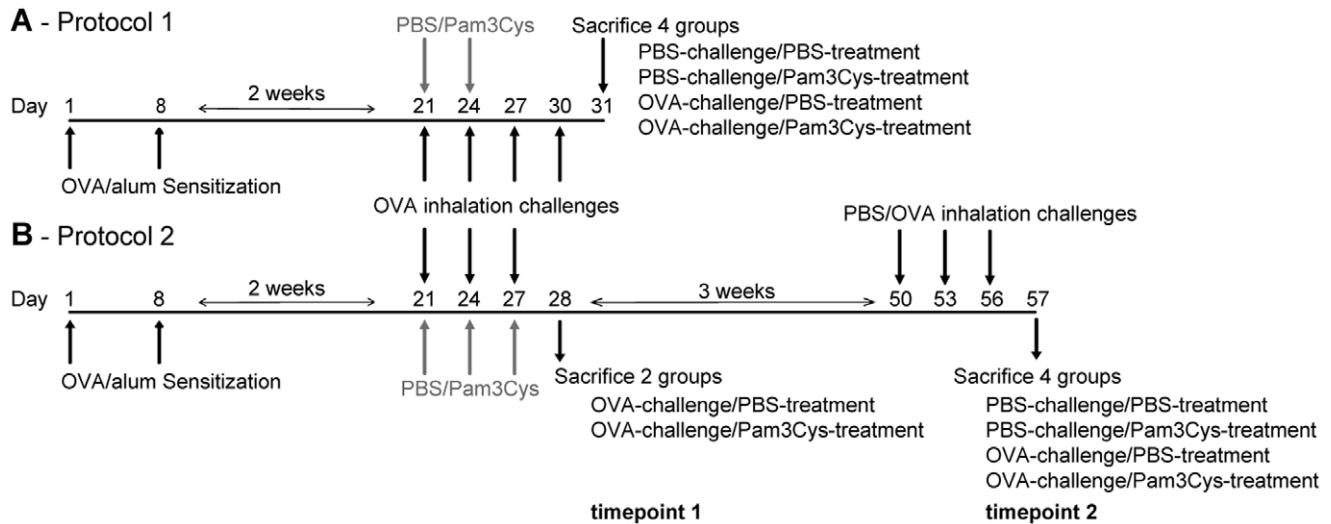 A - Protocol 1
PBS/Pam3Cys
Sacrifice 4 groups
PBS-challenge/PBS-treatment
PBS-challenge/Pam3Cys-treatment
OVA-challenge/PBS-treatment
OVA-challenge/Pam3Cys-treatment
Day 1 8 2 weeks 21 24 27 30 31
OVA/alum Sensitization
OVA inhalation challenges
PBS/OVA inhalation challenges
B - Protocol 2
Day 1 8 2 weeks 21 24 27 28 3 weeks 50 53 56 57
OVA/alum Sensitization
PBS/Pam3Cys
Sacrifice 2 groups
OVA-challenge/PBS-treatment
OVA-challenge/Pam3Cys-treatment
Sacrifice 4 groups
PBS-challenge/PBS-treatment
PBS-challenge/Pam3Cys-treatment
OVA-challenge/PBS-treatment
OVA-challenge/Pam3Cys-treatment
timepoint 1
timepoint 2